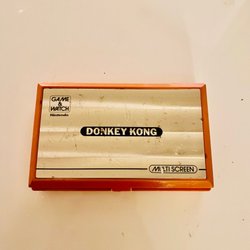 GAME
&
WATCH
Nintendo
DONKEY KONG
MULTI SCREEN